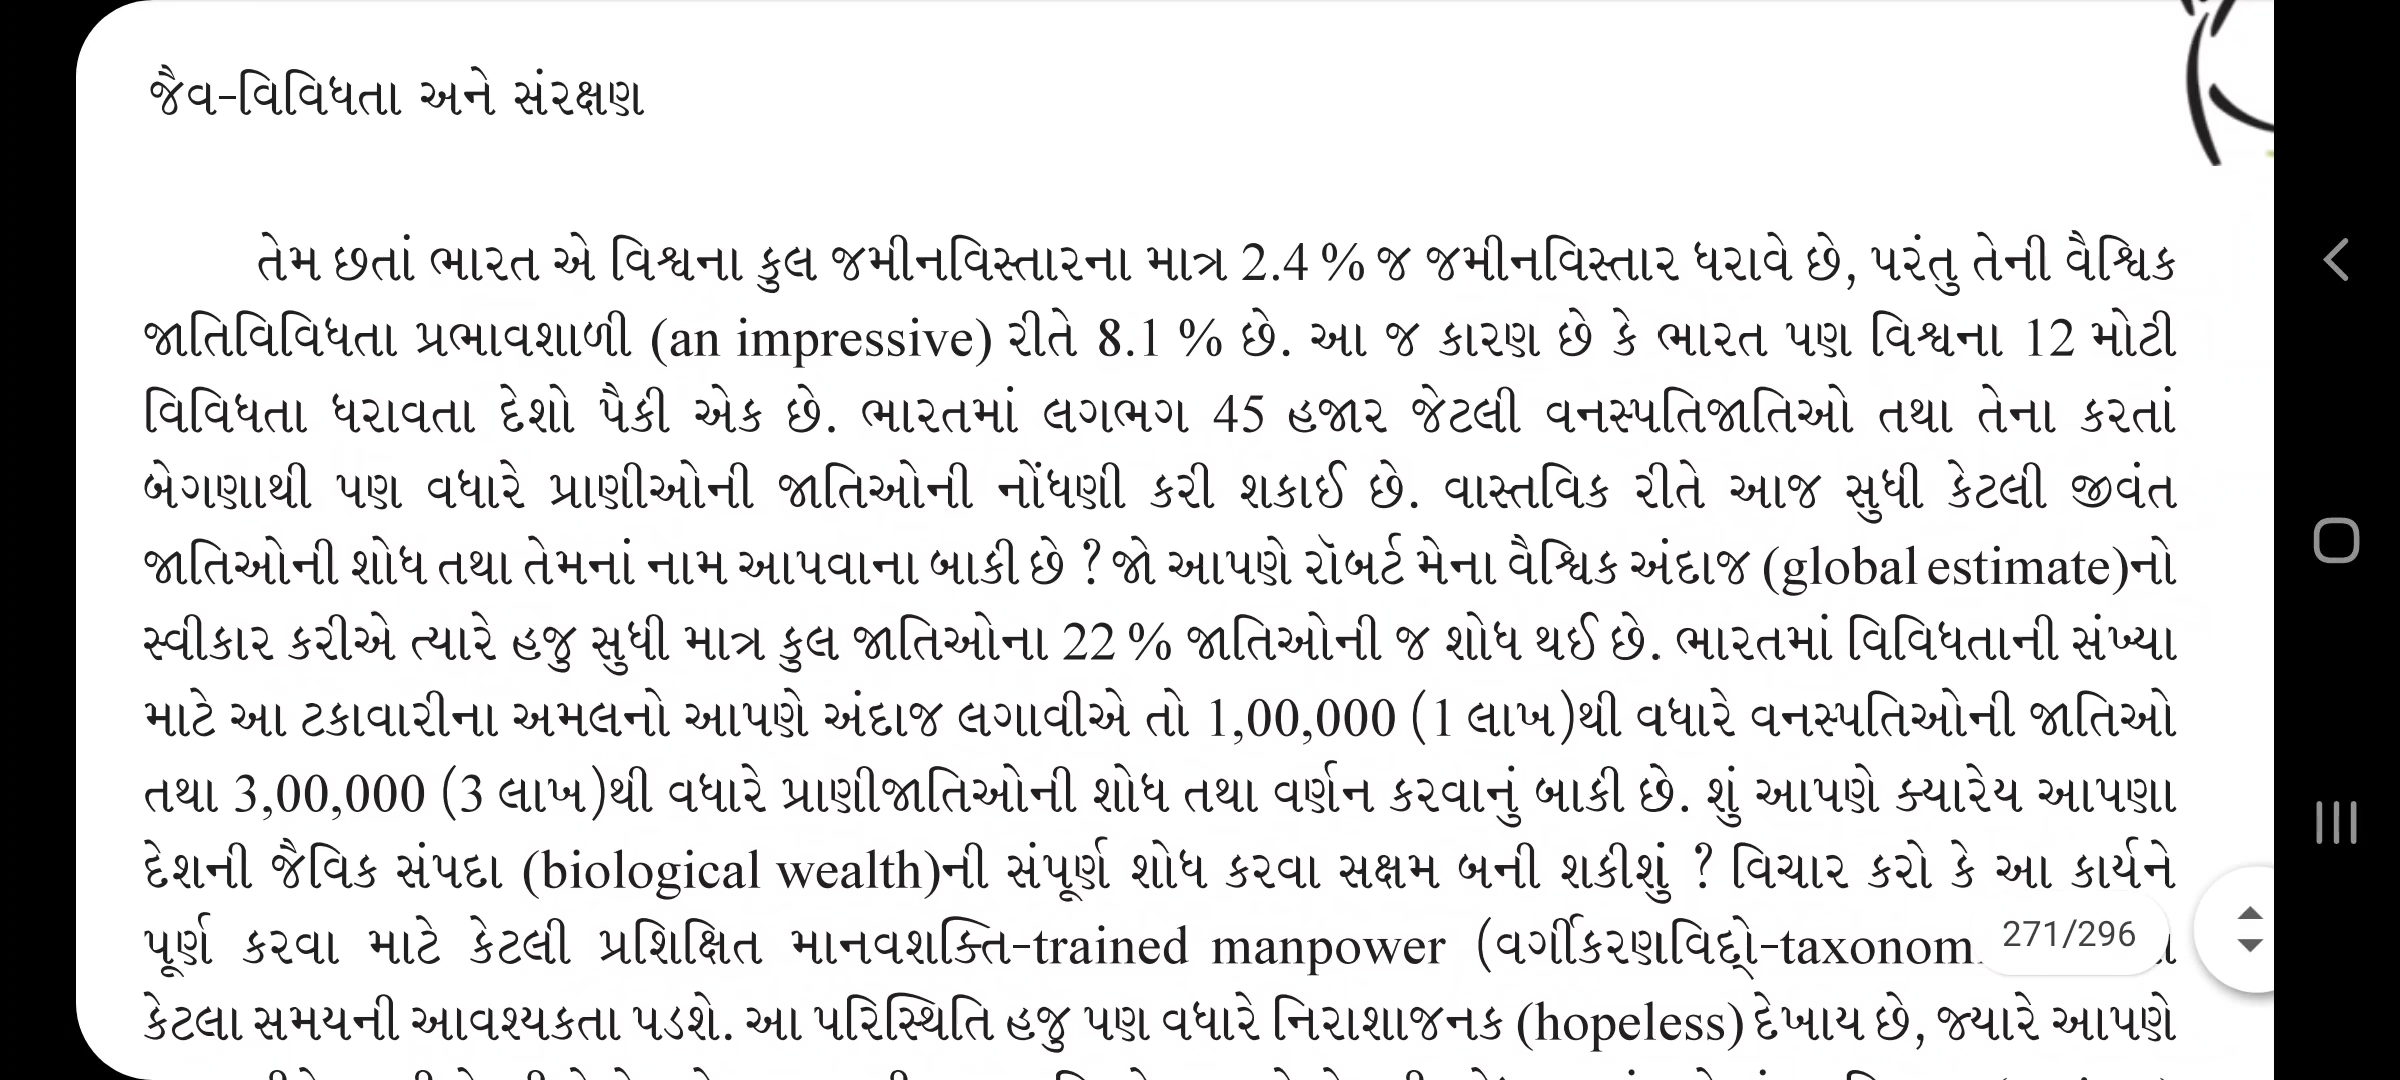 જૈવ-વિવિધતા અને સંરક્ષણ
તેમ છતાં ભારત એ વિશ્વના કુલ જમીનવિસ્તારના માત્ર 2.4 % જ જમીનવિસ્તાર ધરાવે છે, પરંતુ તેની વૈશ્વિક
જાતિવિવિધતા પ્રભાવશાળી (an impressive) રીતે 8.1 % છે. આ જ કારણ છે કે ભારત પણ વિશ્વના 12 મોટી
વિવિધતા ધરાવતા દેશો પૈકી એક છે. ભારતમાં લગભગ 45 હજાર જેટલી વનસ્પતિજાતિઓ તથા તેના કરતાં
બેગણાથી પણ વધારે પ્રાણીઓની જાતિઓની નોંધણી કરી શકાઈ છે. વાસ્તવિક રીતે આજ સુધી કેટલી જીવંત
જાતિઓની શોધ તથા તેમનાં નામ આપવાના બાકી છે ? જો આપણે રૉબર્ટ મેના વૈશ્વિક અંદાજ (global estimate)નો
સ્વીકાર કરીએ ત્યારે હજુ સુધી માત્ર કુલ જાતિઓના 22 % જાતિઓની જ શોધ થઈ છે. ભારતમાં વિવિધતાની સંખ્યા
માટે આ ટકાવારીના અમલનો આપણે અંદાજ લગાવીએ તો 1,00,000 (1 લાખ)થી વધારે વનસ્પતિઓની જાતિઓ
તથા 3,00,000 (3 લાખ)થી વધારે પ્રાણીજાતિઓની શોધ તથા વર્ણન કરવાનું બાકી છે. શું આપણે ક્યારેય આપણા
દેશની જૈવિક સંપદા (biological wealth)ની સંપૂર્ણ શોધ કરવા સક્ષમ બની શકીશું ? વિચાર કરો કે આ કાર્યને
પૂર્ણ કરવા માટે કેટલી પ્રશિક્ષિત માનવશક્તિ-trained manpower (વર્ગીકરણવિદ્દો-taxonom 271/296
કેટલા સમયની આવશ્યકતા પડશે. આ પરિસ્થિતિ હજુ પણ વધારે નિરાશાજનક (hopeless) દેખાય છે, જ્યારે આપણે